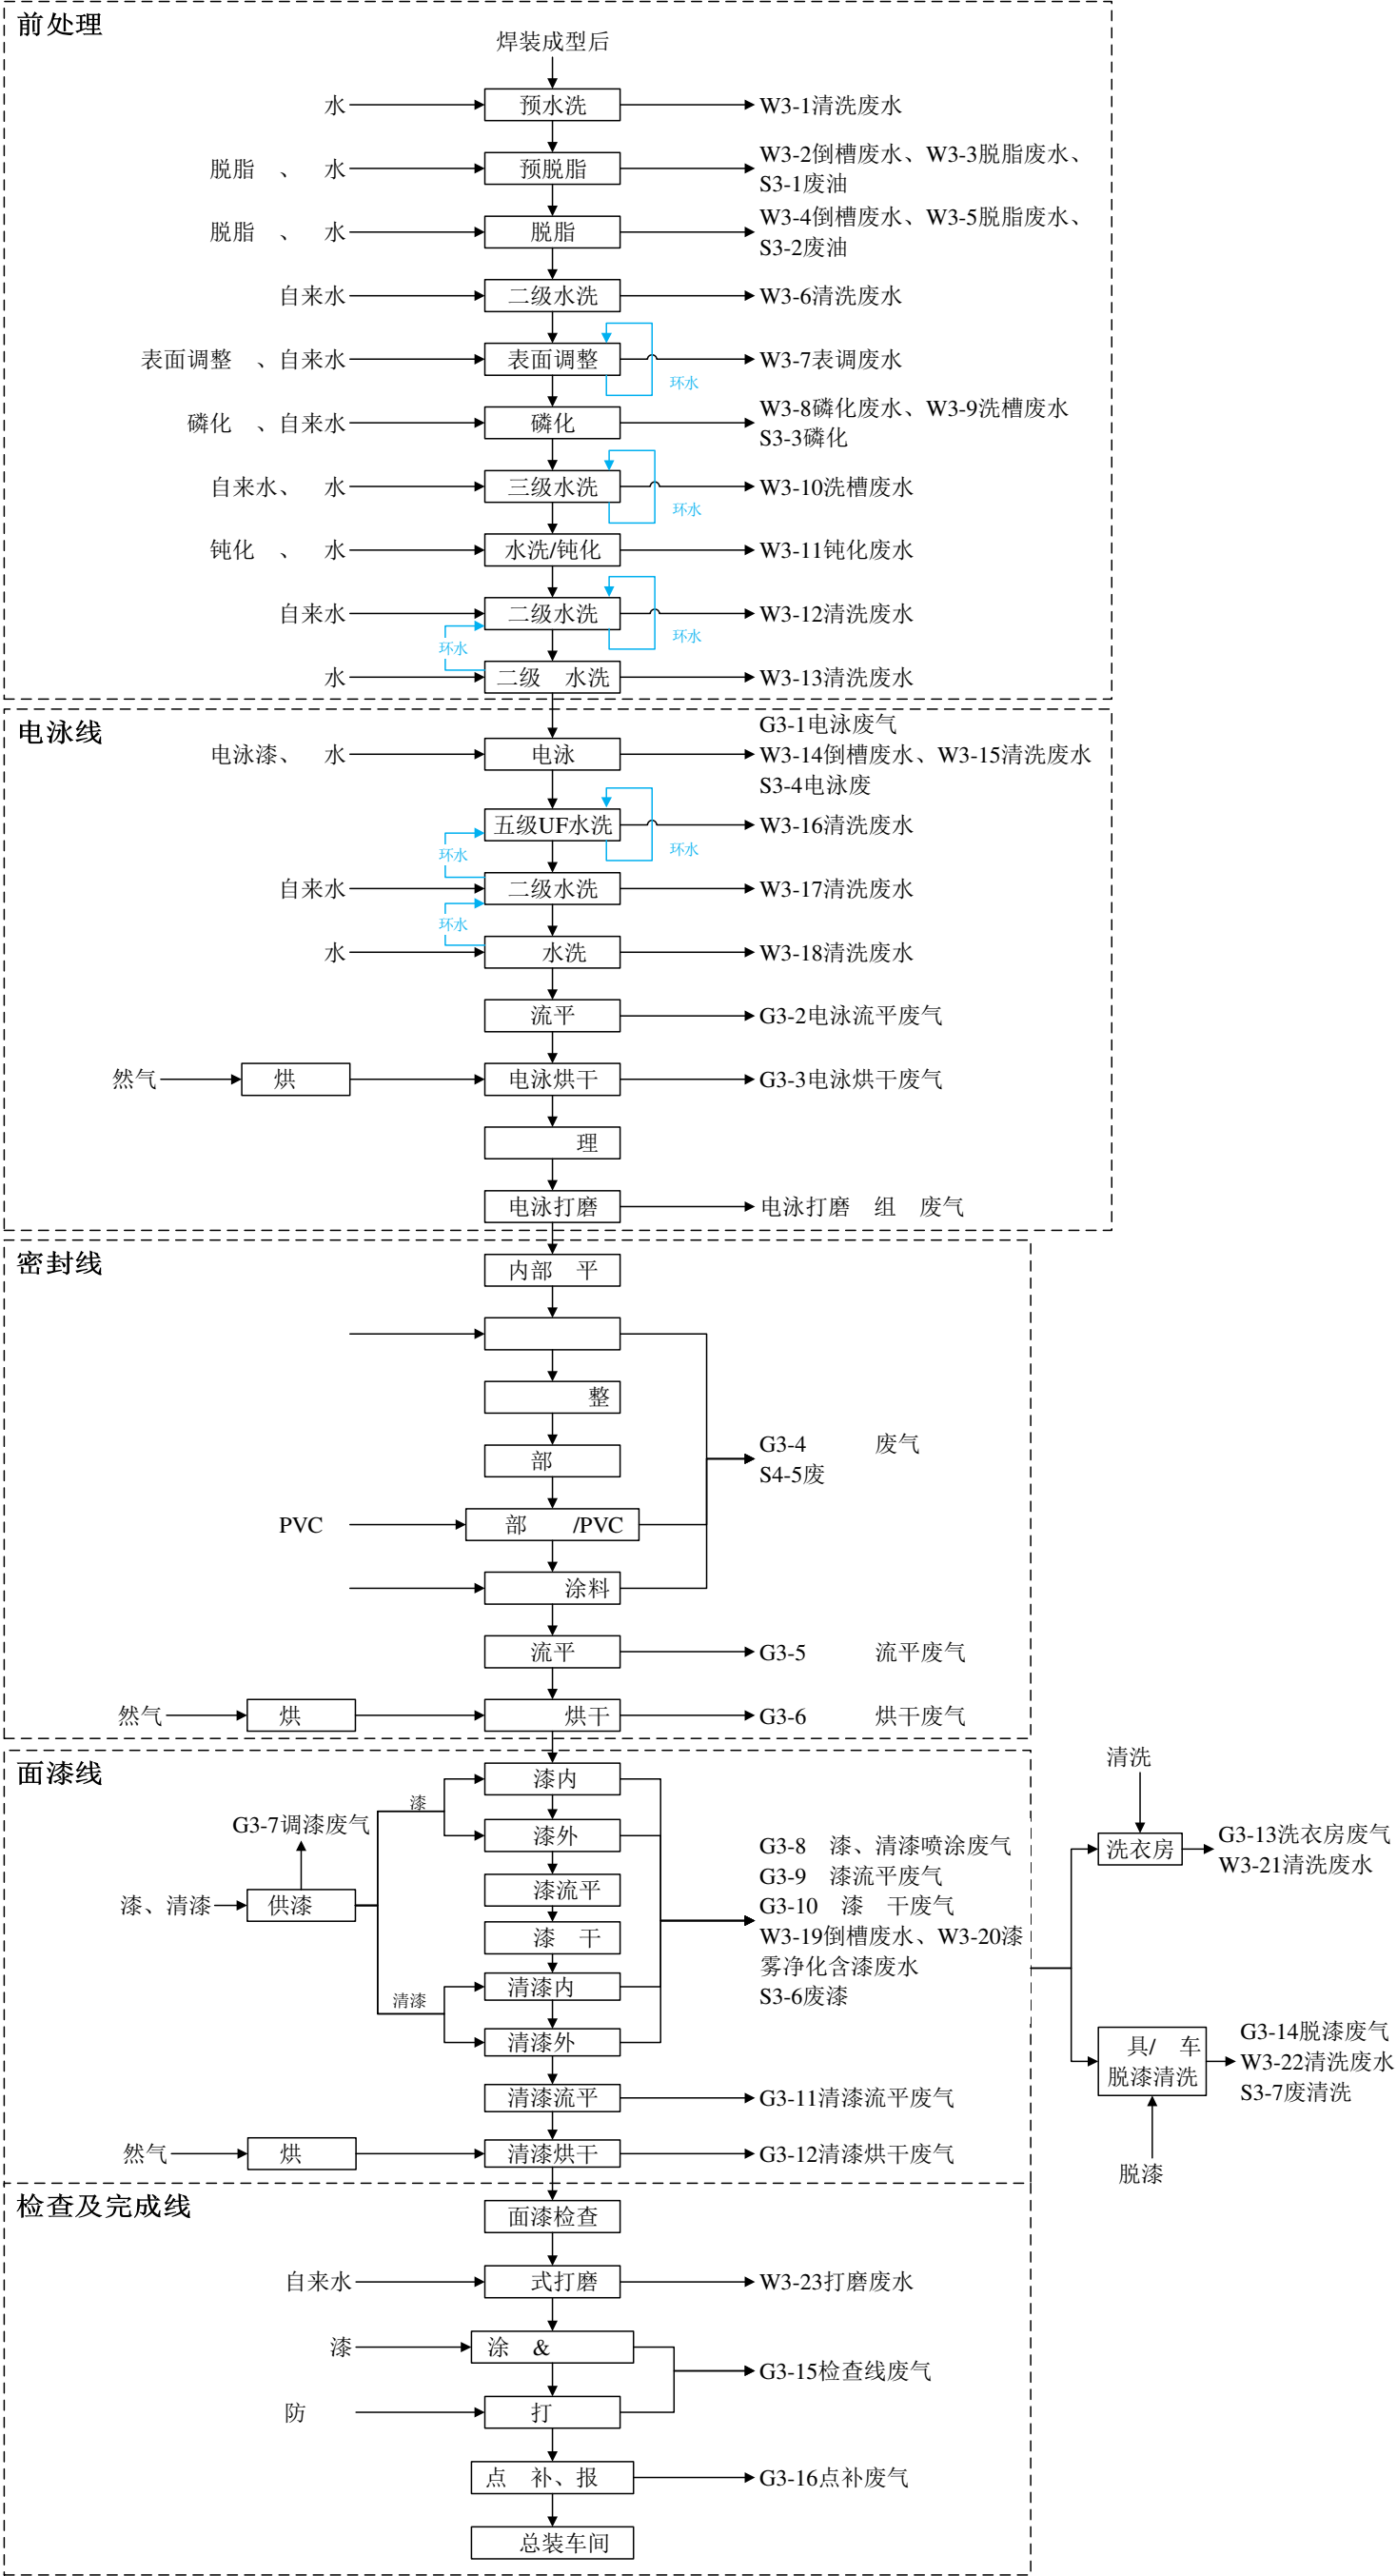 前处理
焊装成型后
水
预水洗
W3-1清洗废水
脱脂 、 水
预脱脂
W3-2倒槽废水、W3-3脱脂废水、
S3-1废油
脱脂 、 水
脱脂
W3-4倒槽废水、W3-5脱脂废水、
S3-2废油
自来水
二级水洗
W3-6清洗废水
表面调整 、自来水
表面调整
W3-7表调废水
环水
磷化 、自来水
磷化
W3-8磷化废水、W3-9洗槽废水
S3-3磷化
自来水、 水
三级水洗
W3-10洗槽废水
环水
钝化 、 水
水洗/钝化
W3-11钝化废水
自来水
二级水洗
W3-12清洗废水
环水
环水
水
二级 水洗
W3-13清洗废水
电泳线
电泳漆、 水
电泳
G3-1电泳废气
W3-14倒槽废水、W3-15清洗废水
S3-4电泳废
五级UF水洗
W3-16清洗废水
环水
环水
自来水
二级水洗
W3-17清洗废水
环水
水
水洗
W3-18清洗废水
流平
G3-2电泳流平废气
然气
烘
电泳烘干
G3-3电泳烘干废气
理
电泳打磨
电泳打磨 组 废气
密封线
内部 平
整
部
G3-4 废气
S4-5废
PVC
部 /PVC
涂料
流平
G3-5 流平废气
然气
烘
烘干
G3-6 烘干废气
面漆线
漆内
漆
漆外
G3-7调漆废气
漆、清漆
供漆
漆流平
漆 干
清漆
清漆内
清漆外
G3-8 漆、清漆喷涂废气
G3-9 漆流平废气
G3-10 漆 干废气
W3-19倒槽废水、W3-20漆
雾净化含漆废水
S3-6废漆
清漆流平
G3-11清漆流平废气
然气
烘
清漆烘干
G3-12清漆烘干废气
清洗
洗衣房
G3-13洗衣房废气
W3-21清洗废水
具/ 车
脱漆清洗
G3-14脱漆废气
W3-22清洗废水
S3-7废清洗
脱漆
检查及完成线
面漆检查
自来水
式打磨
W3-23打磨废水
漆
涂 &
G3-15检查线废气
防
打
点 补、报
G3-16点补废气
总装车间